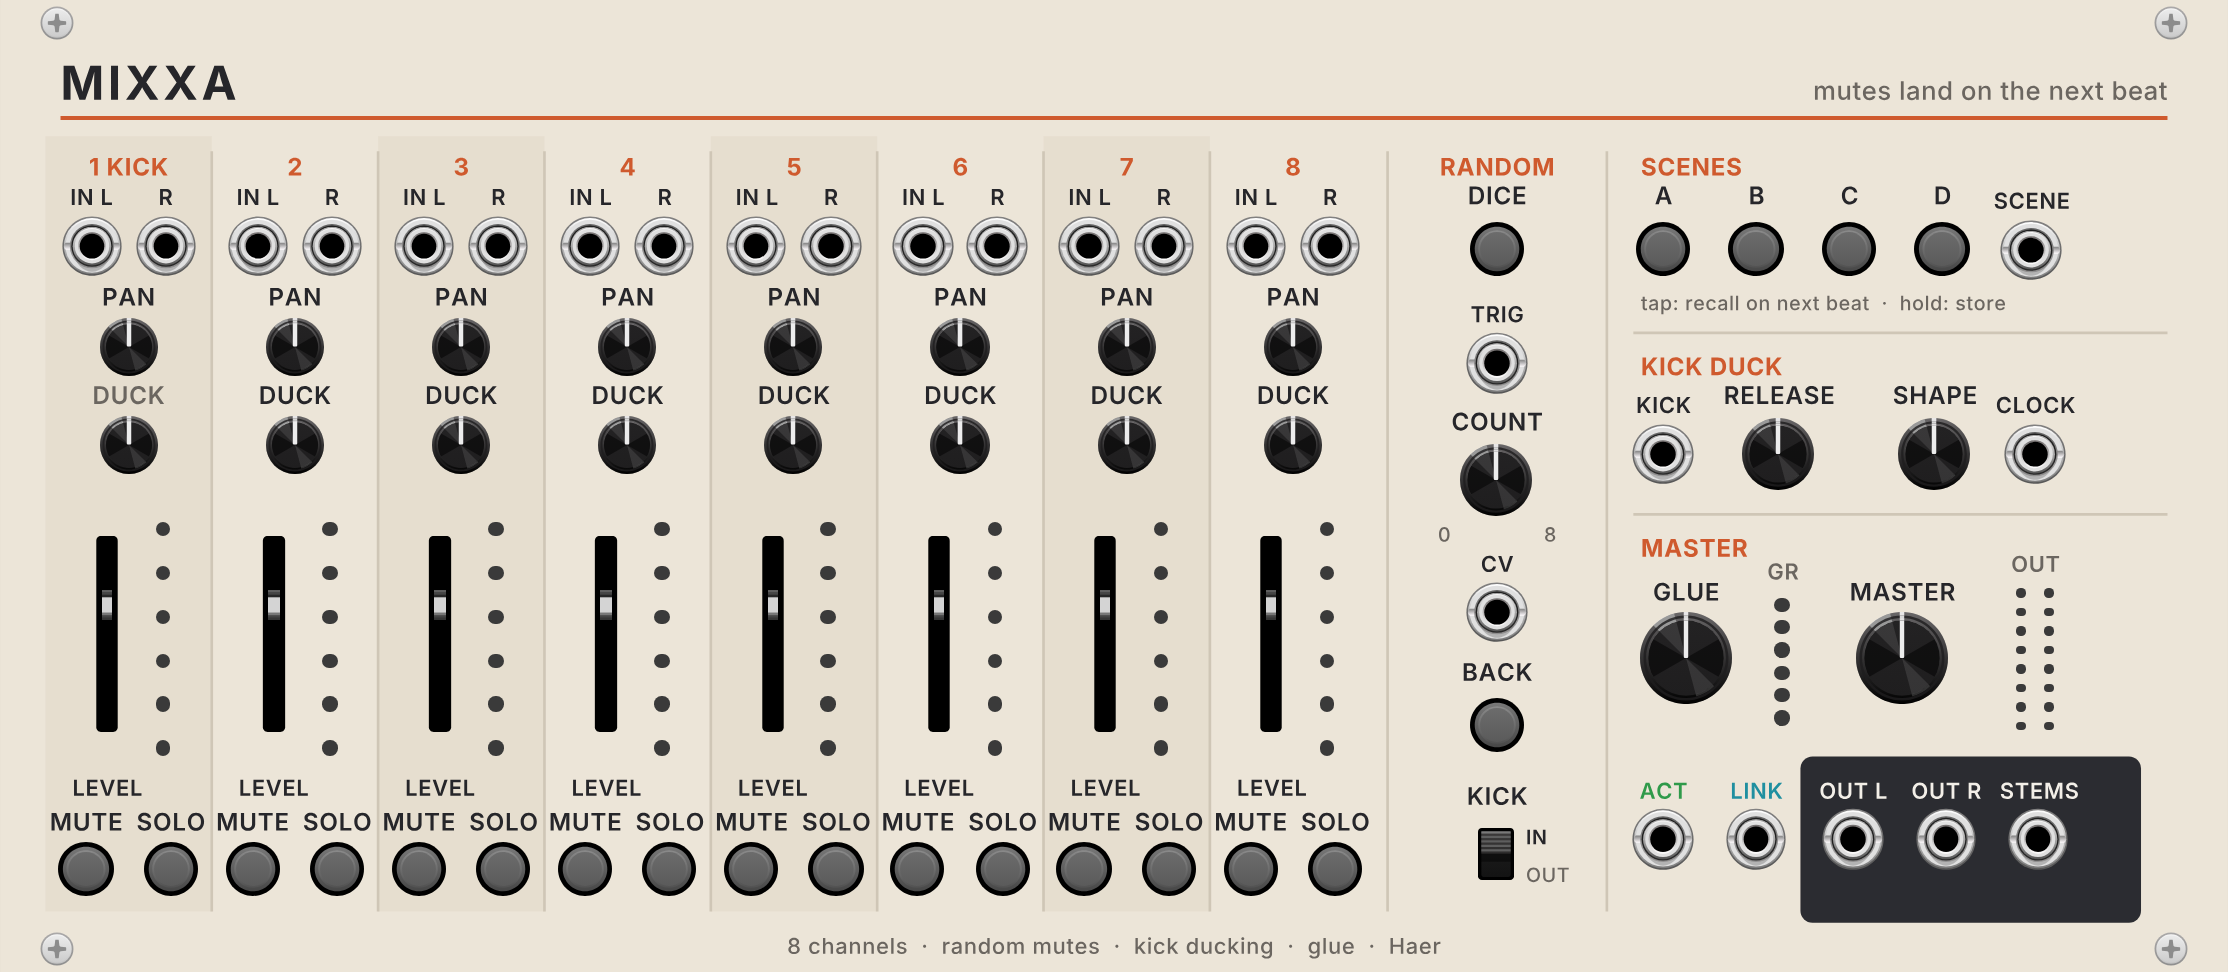 MIXXA
mutes land on the next beat
1 KICK 2 3 4 5 6 7 8 RANDOM SCENES
IN L R IN L R IN L R IN L R IN L R IN L R IN L R IN L R DICE A B C D SCENE
PAN PAN PAN PAN PAN PAN PAN PAN TRIG tap: recall on next beat · hold: store
KICK DUCK
DUCK DUCK DUCK DUCK DUCK DUCK DUCK DUCK COUNT KICK RELEASE SHAPE CLOCK
0 8
MASTER
CV GR OUT
GLUE MASTER
BACK
LEVEL LEVEL LEVEL LEVEL LEVEL LEVEL LEVEL LEVEL KICK ACT LINK OUT L OUT R STEMS
MUTE SOLO MUTE SOLO MUTE SOLO MUTE SOLO MUTE SOLO MUTE SOLO MUTE SOLO MUTE SOLO IN
OUT
8 channels · random mutes · kick ducking · glue · Haer